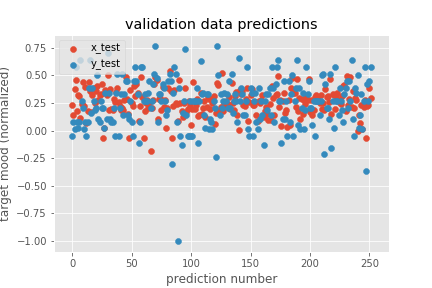 validation data predictions
x_test
y_test
target mood (normalized)
0.75
0.50
0.25
0.00
−0.25
−0.50
−0.75
−1.00
0
50
100
150
200
250
prediction number